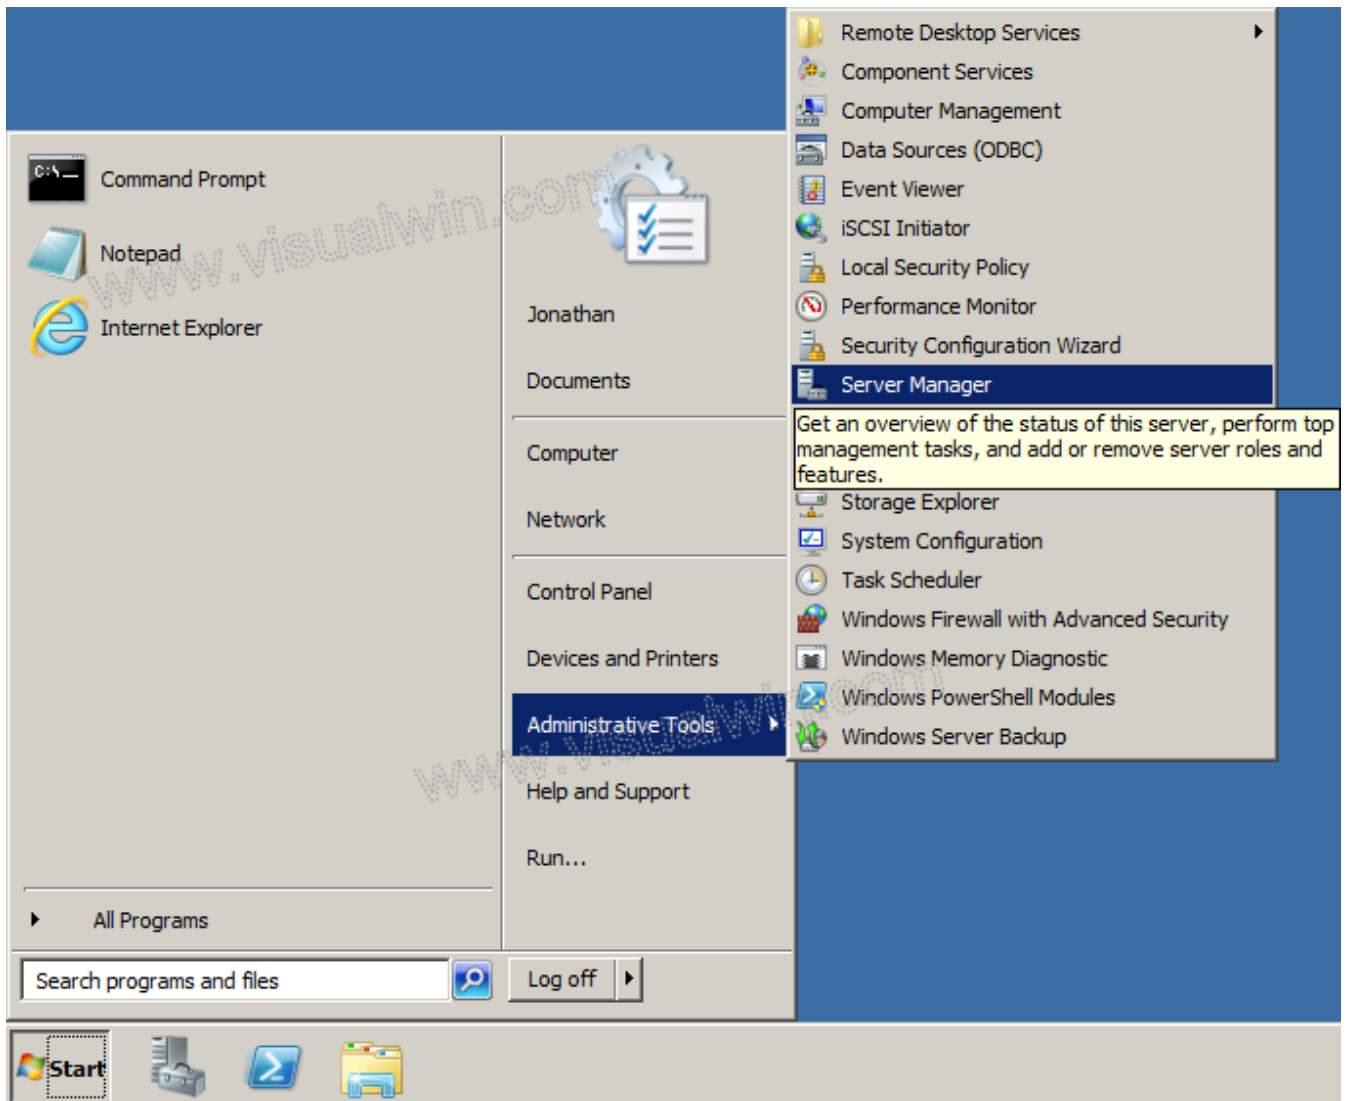 Command Prompt
Notepad
Internet Explorer
All Programs
Search programs and files
Jonathan
Documents
Computer
Network
Control Panel
Devices and Printers
Administrative Tools
Help and Support
Run...
Log off
Remote Desktop Services
Component Services
Computer Management
Data Sources (ODBC)
Event Viewer
iSCSI Initiator
Local Security Policy
Performance Monitor
Security Configuration Wizard
Server Manager
Get an overview of the status of this server, perform top
management tasks, and add or remove server roles and
features.
Storage Explorer
System Configuration
Task Scheduler
Windows Firewall with Advanced Security
Windows Memory Diagnostic
Windows PowerShell Modules
Windows Server Backup
Start
C:\_
www.visualwin.com
www.visualwin.com